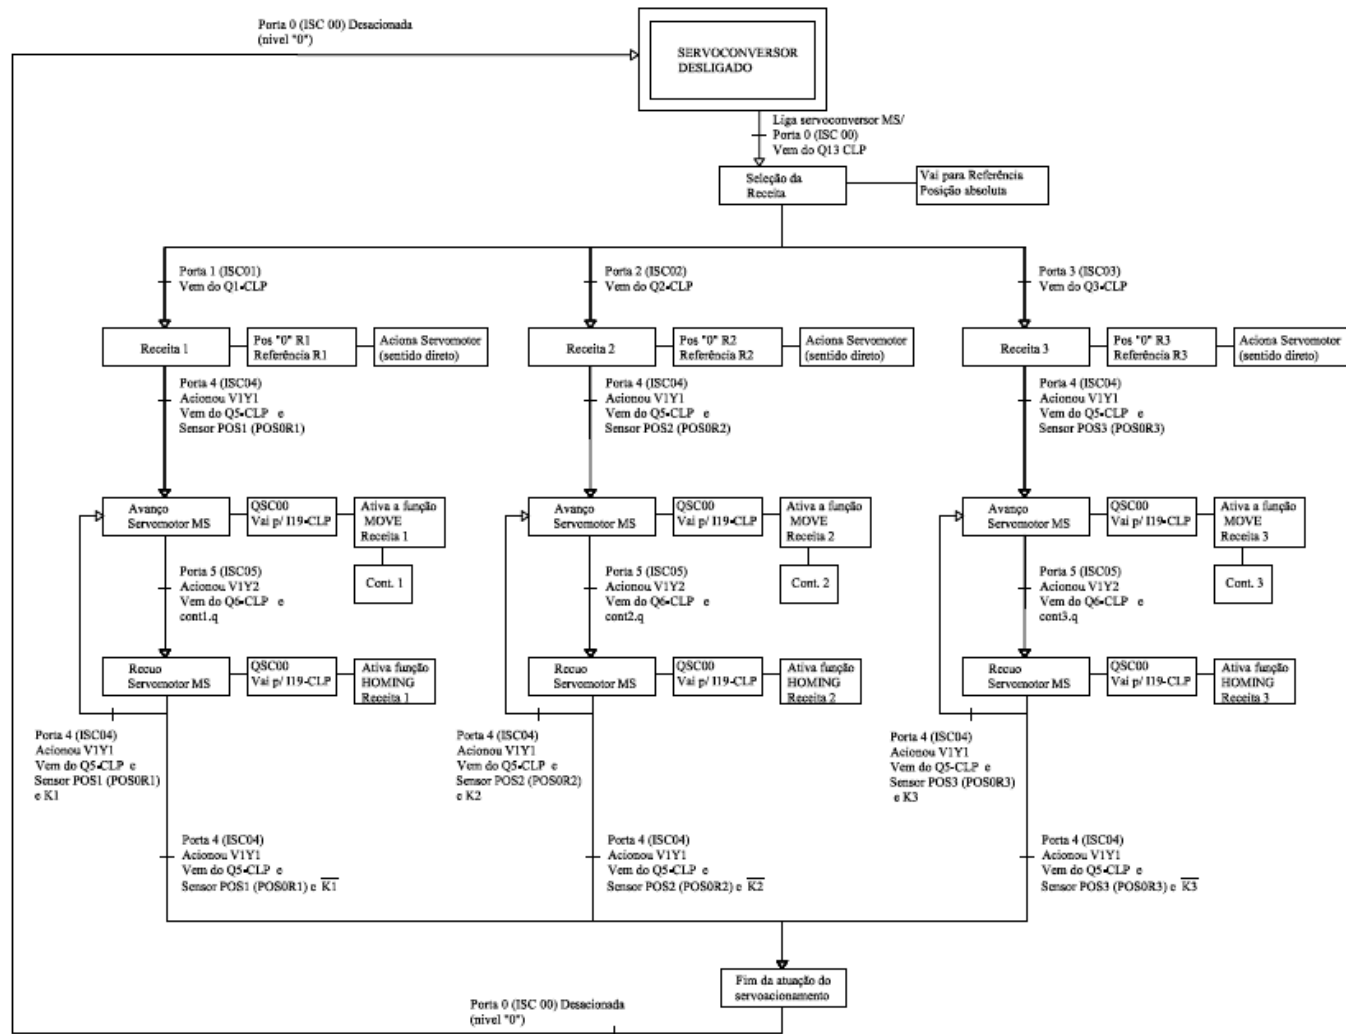 Porta 0 (ISC 00) Desacionada
(nivel "0")
SERVOCONVERSOR
DESLIGADO
Liga servoconversor MS/
Porta 0 (ISC 00)
Vem do Q13 CLP
Seleção da
Receita
Vai para Referência
Posição absoluta
Porta 1 (ISC01)
Vem do Q1-CLP
Porta 2 (ISC02)
Vem do Q2-CLP
Porta 3 (ISC03)
Vem do Q3-CLP
Receita 1
Pos "0" R1
Referência R1
Aciona Servomotor
(sentido direto)
Receita 2
Pos "0" R2
Referência R2
Aciona Servomotor
(sentido direto)
Receita 3
Pos "0" R3
Referência R3
Aciona Servomotor
(sentido direto)
Porta 4 (ISC04)
Acionou V1Y1
Vem do Q5-CLP e
Sensor POS1 (POS0R1)
Porta 4 (ISC04)
Acionou V1Y1
Vem do Q5-CLP e
Sensor POS2 (POS0R2)
Porta 4 (ISC04)
Acionou V1Y1
Vem do Q5-CLP e
Sensor POS3 (POS0R3)
Avanço
Servomotor MS
QSC00
Vai p/ I19-CLP
Ativa a função
MOVE
Receita 1
Cont. 1
Avanço
Servomotor MS
QSC00
Vai p/ I19-CLP
Ativa a função
MOVE
Receita 2
Cont. 2
Avanço
Servomotor MS
QSC00
Vai p/ I19-CLP
Ativa a função
MOVE
Receita 3
Cont. 3
Porta 5 (ISC05)
Acionou V1Y2
Vem do Q6-CLP e
cont1.q
Porta 5 (ISC05)
Acionou V1Y2
Vem do Q6-CLP e
cont2.q
Porta 5 (ISC05)
Acionou V1Y2
Vem do Q6-CLP e
cont3.q
Recuo
Servomotor MS
QSC00
Vai p/ I19-CLP
Ativa função
HOMING
Receita 1
Recuo
Servomotor MS
QSC00
Vai p/ I19-CLP
Ativa função
HOMING
Receita 2
Recuo
Servomotor MS
QSC00
Vai p/ I19-CLP
Ativa função
HOMING
Receita 3
Porta 4 (ISC04)
Acionou V1Y1
Vem do Q5-CLP e
Sensor POS1 (POS0R1)
e K1
Porta 4 (ISC04)
Acionou V1Y1
Vem do Q5-CLP e
Sensor POS2 (POS0R2)
e K2
Porta 4 (ISC04)
Acionou V1Y1
Vem do Q5-CLP e
Sensor POS3 (POS0R3)
e K3
Porta 4 (ISC04)
Acionou V1Y1
Vem do Q5-CLP e
Sensor POS1 (POS0R1) e K̅1̅
Porta 4 (ISC04)
Acionou V1Y1
Vem do Q5-CLP e
Sensor POS2 (POS0R2) e K̅2̅
Porta 4 (ISC04)
Acionou V1Y1
Vem do Q5-CLP e
Sensor POS3 (POS0R3) e K̅3̅
Fim da atuação do
servoacionamento
Porta 0 (ISC 00) Desacionada
(nivel "0")